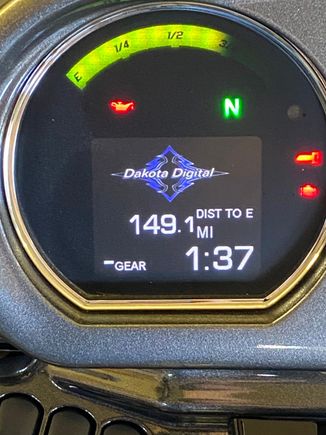 E 1/4 1/2
N
Dakota Digital
149.1 DIST TO E
MI
-GEAR 1:37